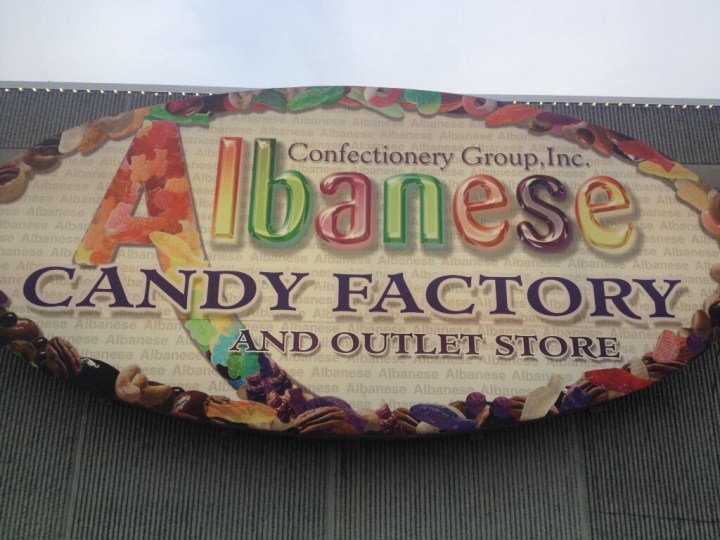 Albanese
Confectionery Group, Inc.
CANDY FACTORY
AND OUTLET STORE